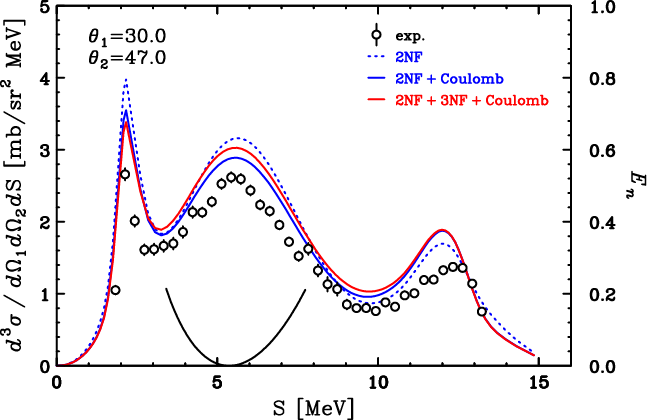 θ1=30.0
θ2=47.0
exp.
2NF
2NF + Coulomb
2NF + 3NF + Coulomb
d³σ / dΩ₁dΩ₂dS [mb/sr² MeV]
5
4
3
2
1
0
1.0
0.8
0.6
0.4
0.2
0.0
En
0 5 10 15
S [MeV]